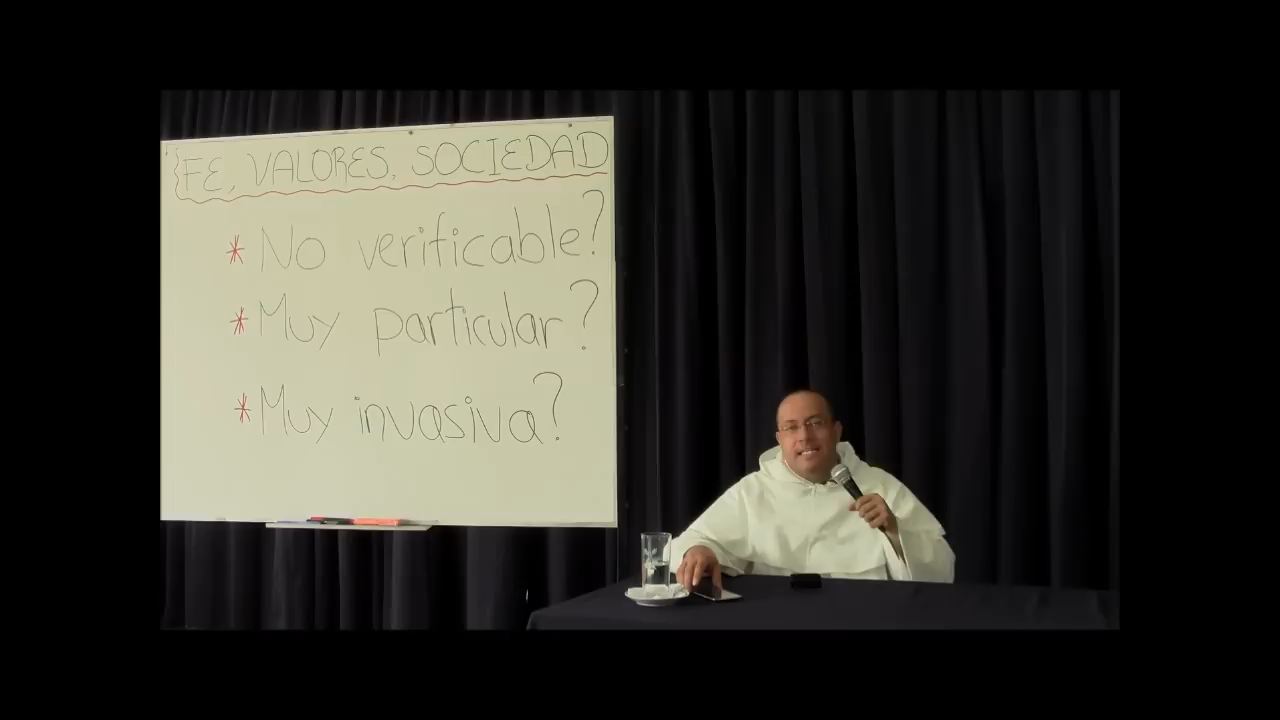 FE, VALORES, SOCIEDAD
* No verificable?
* Muy particular?
* Muy invasiva?